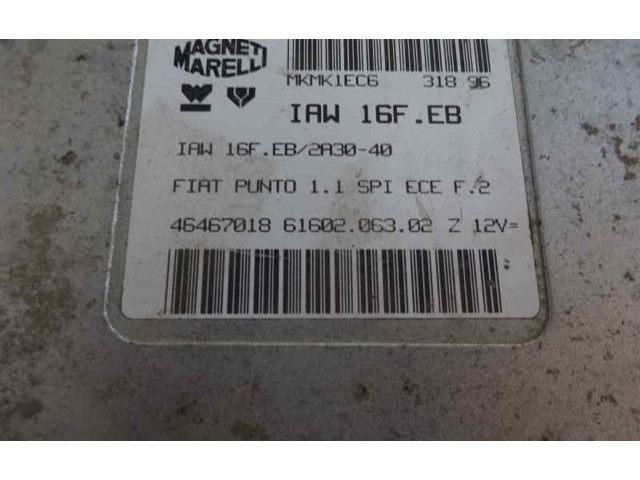 MAGNETI
MARELLI
MKMK1EC6 318 96
IAW 16F.EB
IAW 16F.EB/2A30-40
FIAT PUNTO 1.1 SPI ECE F.2
46467018 61602.063.02 Z 12V=